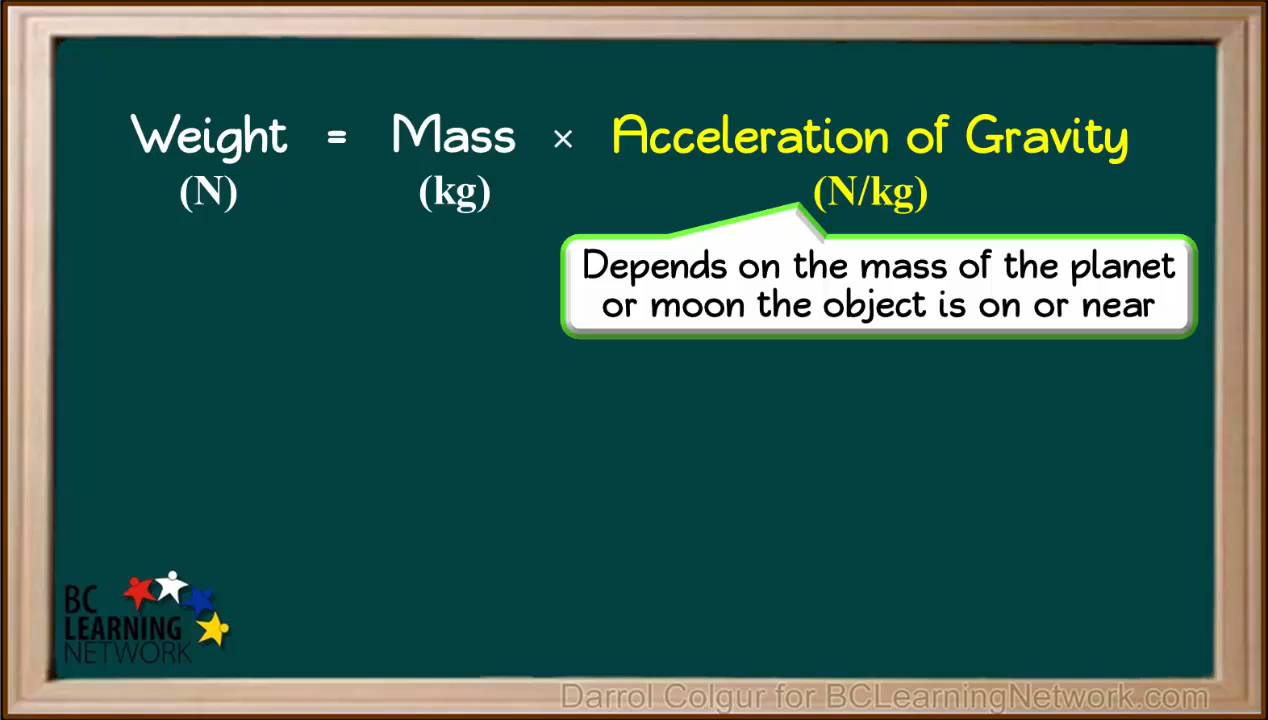 Weight = Mass × Acceleration of Gravity
(N) (kg) (N/kg)
Depends on the mass of the planet
or moon the object is on or near
BC
LEARNING
NETWORK
Darrol Colgur for BCLearningNetwork.com